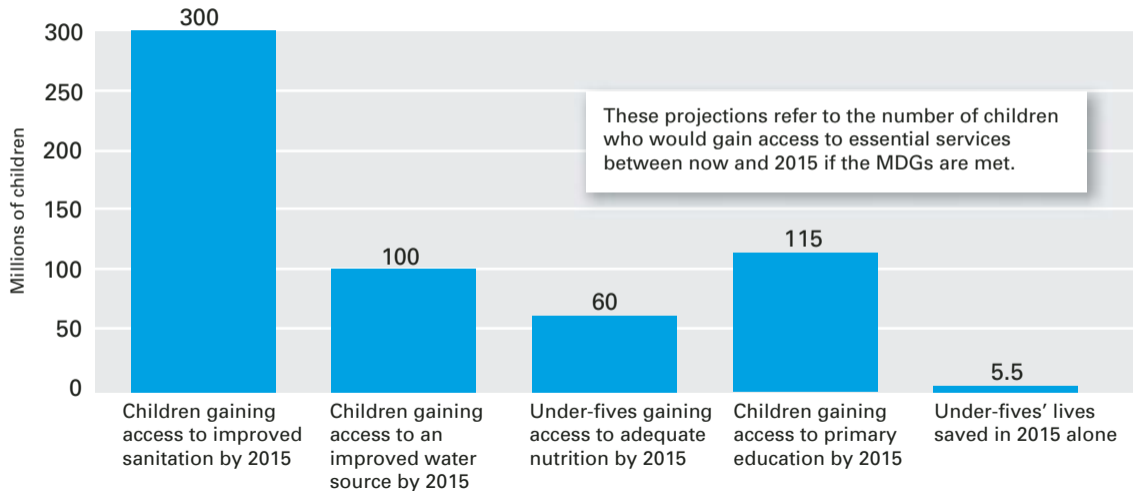 300
300
250
200
150
100
50
0
Millions of children
These projections refer to the number of children
who would gain access to essential services
between now and 2015 if the MDGs are met.
100
60
115
5.5
Children gaining
access to improved
sanitation by 2015
Children gaining
access to an
improved water
source by 2015
Under-fives gaining
access to adequate
nutrition by 2015
Children gaining
access to primary
education by 2015
Under-fives’ lives
saved in 2015 alone